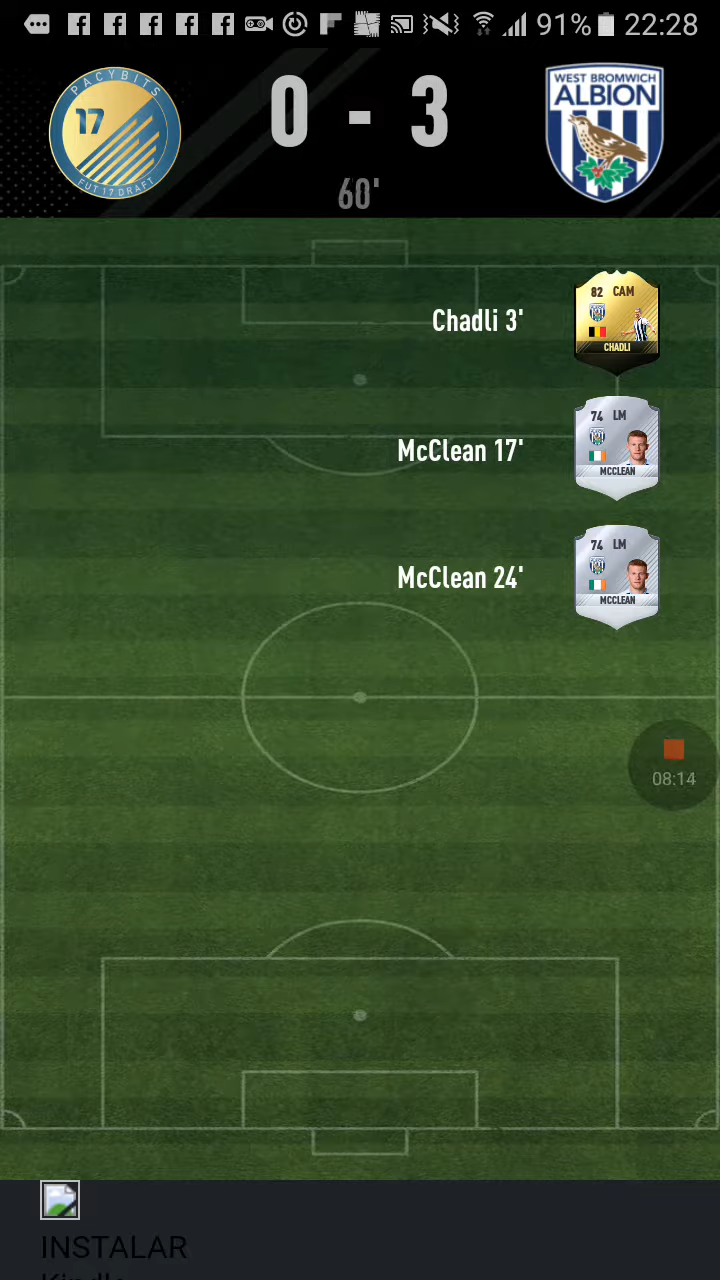 91% 22:28
PACYBITS
17
FUT 17 DRAFT
0 - 3
60'
WEST BROMWICH
ALBION
Chadli 3'
82 CAM
CHADLI
McClean 17'
74 LM
MCCLEAN
McClean 24'
74 LM
MCCLEAN
08:14
INSTALAR
Kindle